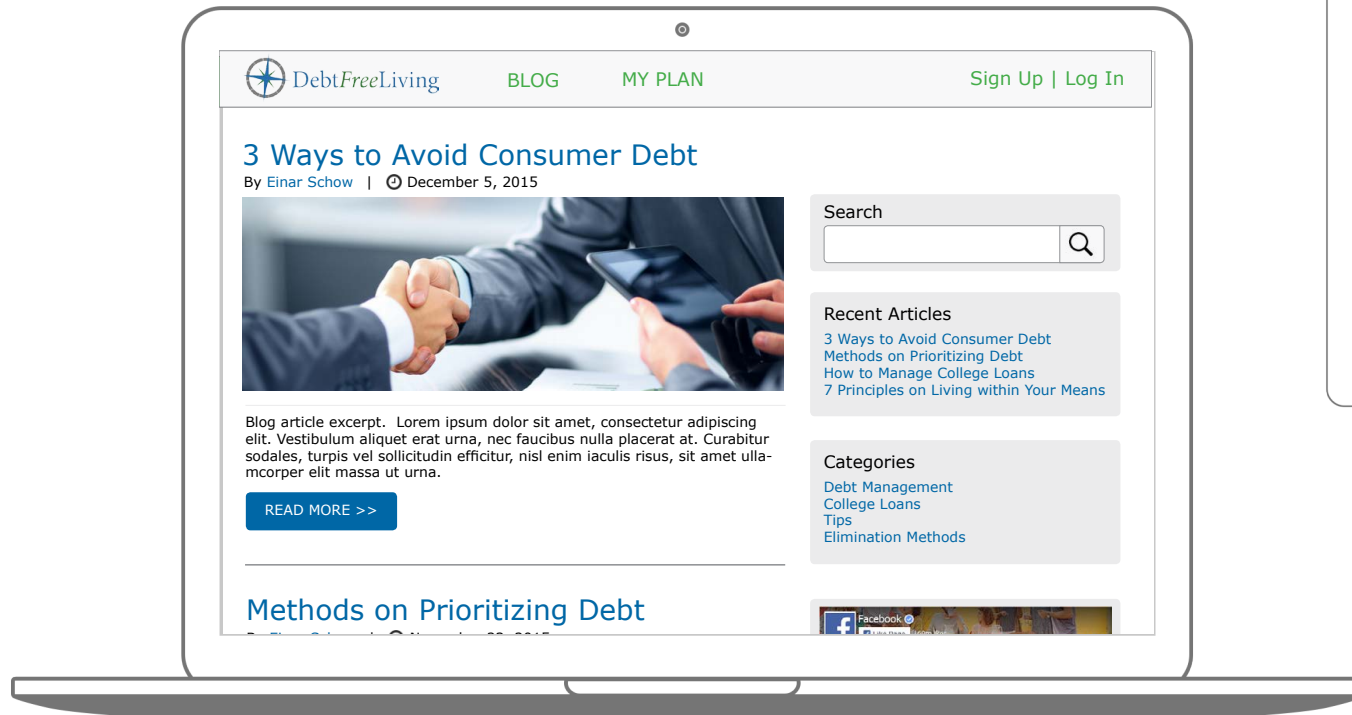 DebtFreeLiving BLOG MY PLAN Sign Up | Log In
3 Ways to Avoid Consumer Debt
By Einar Schow | December 5, 2015
Blog article excerpt. Lorem ipsum dolor sit amet, consectetur adipiscing
elit. Vestibulum aliquet erat urna, nec faucibus nulla placerat at. Curabitur
sodales, turpis vel sollicitudin efficitur, nisl enim iaculis risus, sit amet ulla-
mcorper elit massa ut urna.
READ MORE >>
Methods on Prioritizing Debt
Search
Recent Articles
3 Ways to Avoid Consumer Debt
Methods on Prioritizing Debt
How to Manage College Loans
7 Principles on Living within Your Means
Categories
Debt Management
College Loans
Tips
Elimination Methods
Facebook